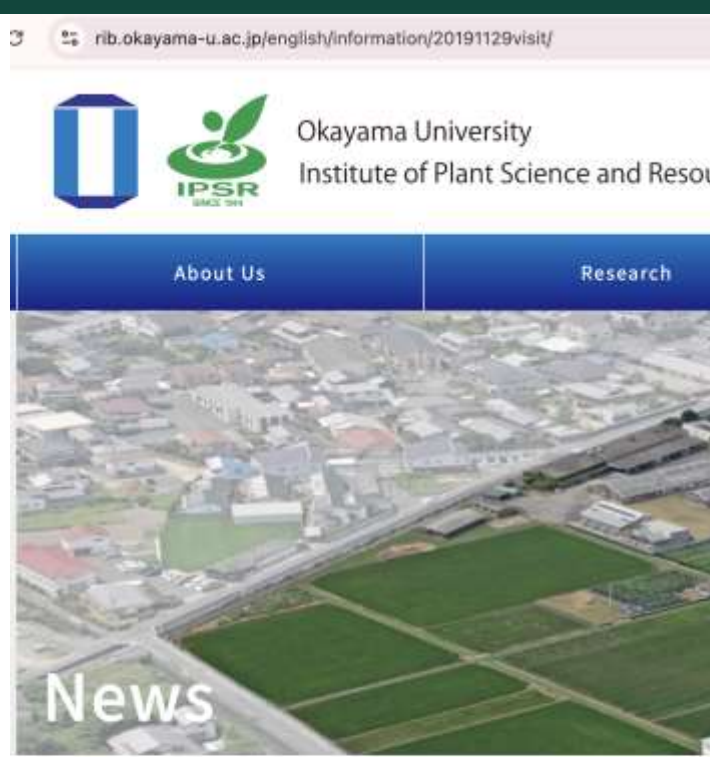 rib.okayama-u.ac.jp/english/information/20191129visit/
Okayama University
Institute of Plant Science and Resou
IPSR
About Us
Research
News